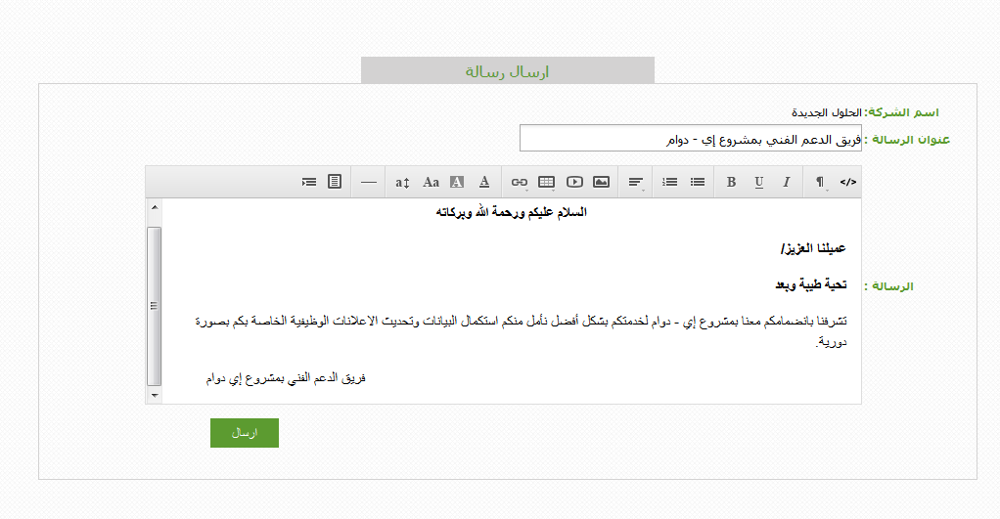 ارسال رسالة
اسم الشركة: الحلول الجديدة
عنوان الرسالة : فريق الدعم الفني بمشروع إي - دوام
aA Aa A A B U I ¶ </>
السلام عليكم ورحمة الله وبركاته
عميلنا العزيز/
الرسالة :
تحية طيبة وبعد
تشرفنا بانضمامكم معنا بمشروع إي - دوام لخدمتكم بشكل أفضل نأمل منكم استكمال البيانات وتحديث الاعلانات الوظيفية الخاصة بكم بصورة
دورية.
فريق الدعم الفني بمشروع إي دوام
ارسال